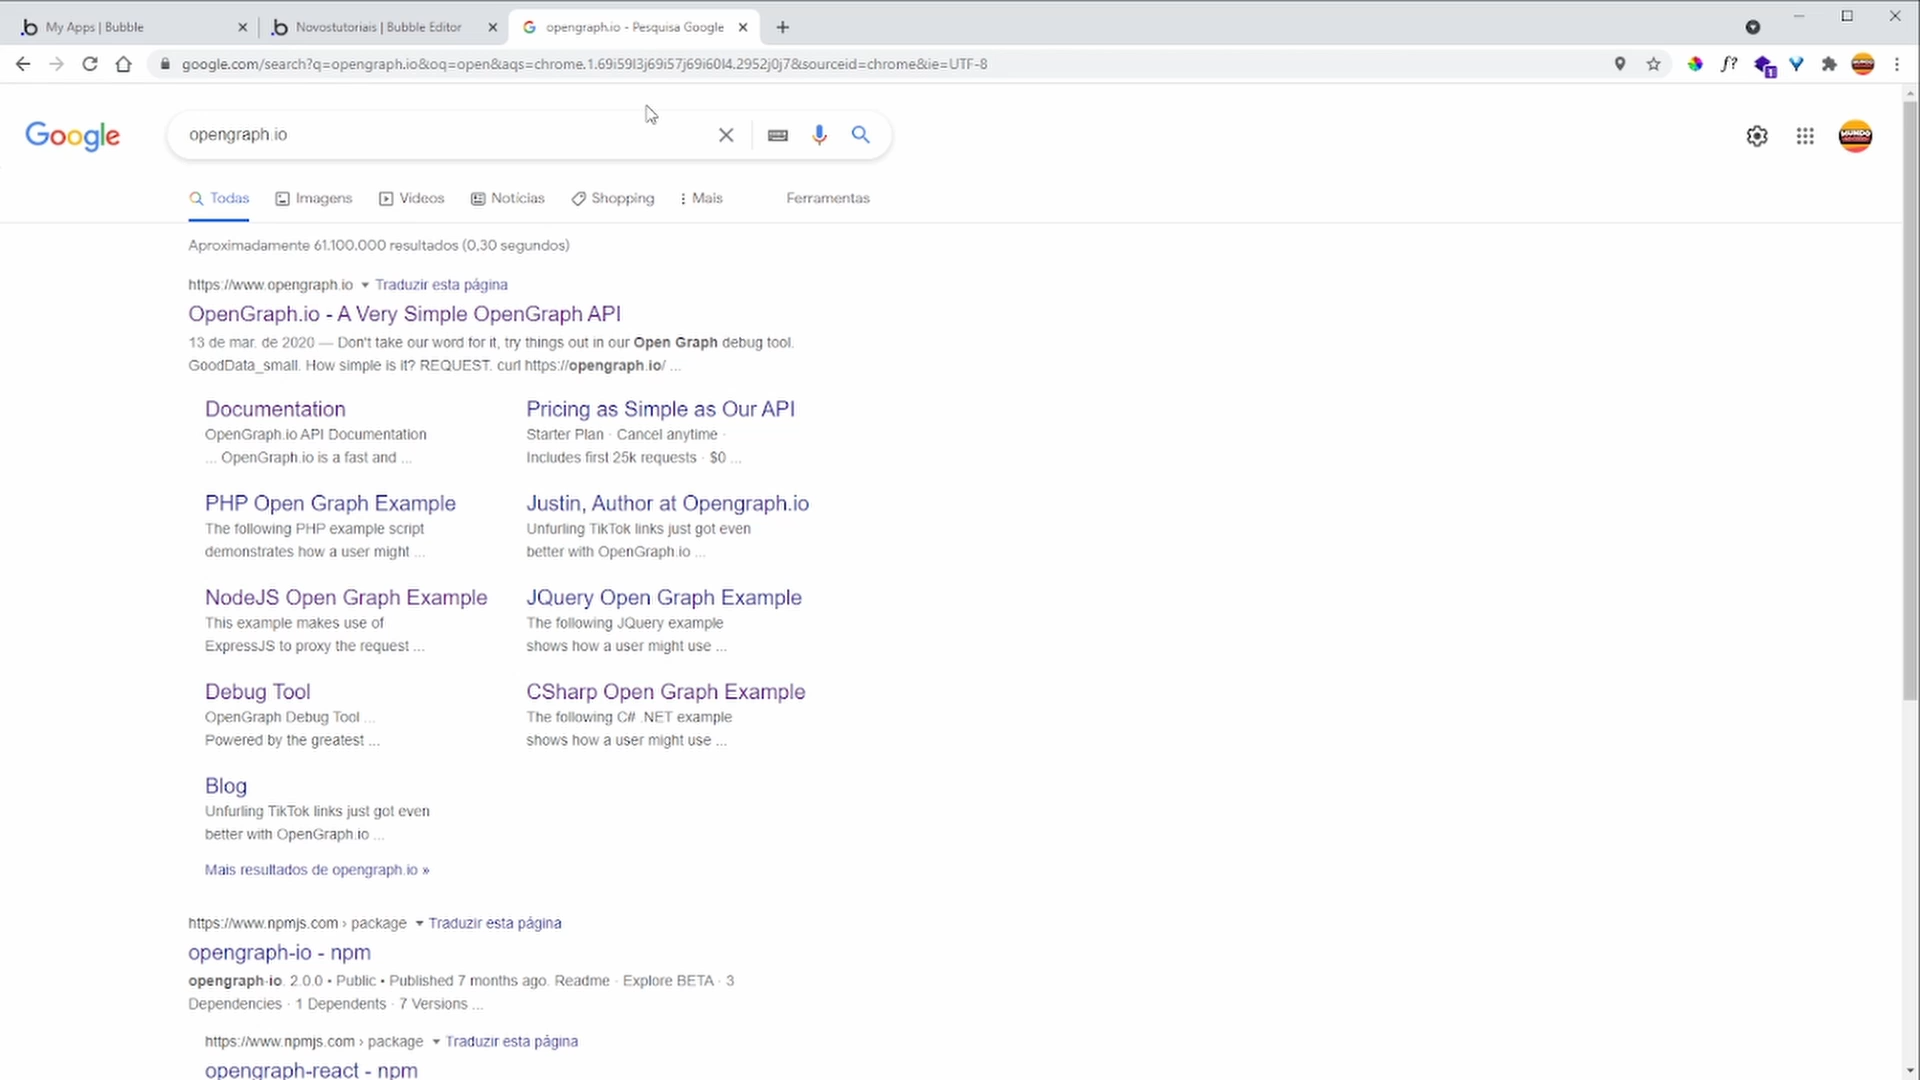 My Apps | Bubble
Novostutoriais | Bubble Editor
opengraph.io - Pesquisa Google
google.com/search?q=opengraph.io&oq=open&aqs=chrome.1.69i59l3j69i57j69i60l4.2952j0j7&sourceid=chrome&ie=UTF-8
f?
1
Google
opengraph.io
MUNDO
Todas
Imagens
Vídeos
Notícias
Shopping
Mais
Ferramentas
Aproximadamente 61.100.000 resultados (0,30 segundos)
https://www.opengraph.io
Traduzir esta página
OpenGraph.io - A Very Simple OpenGraph API
13 de mar. de 2020 — Don't take our word for it, try things out in our Open Graph debug tool.
GoodData_small. How simple is it? REQUEST. curl https://opengraph.io/ ...
Documentation
OpenGraph.io API Documentation
... OpenGraph.io is a fast and ...
Pricing as Simple as Our API
Starter Plan · Cancel anytime ·
Includes first 25k requests · $0 ...
PHP Open Graph Example
The following PHP example script
demonstrates how a user might ...
Justin, Author at Opengraph.io
Unfurling TikTok links just got even
better with OpenGraph.io ...
NodeJS Open Graph Example
This example makes use of
ExpressJS to proxy the request ...
JQuery Open Graph Example
The following JQuery example
shows how a user might use ...
Debug Tool
OpenGraph Debug Tool ...
Powered by the greatest ...
CSharp Open Graph Example
The following C# .NET example
shows how a user might use ...
Blog
Unfurling TikTok links just got even
better with OpenGraph.io ...
Mais resultados de opengraph.io »
https://www.npmjs.com › package
Traduzir esta página
opengraph-io - npm
opengraph-io. 2.0.0 • Public • Published 7 months ago. Readme · Explore BETA · 3
Dependencies · 1 Dependents · 7 Versions ...
https://www.npmjs.com › package
Traduzir esta página
opengraph-react - npm